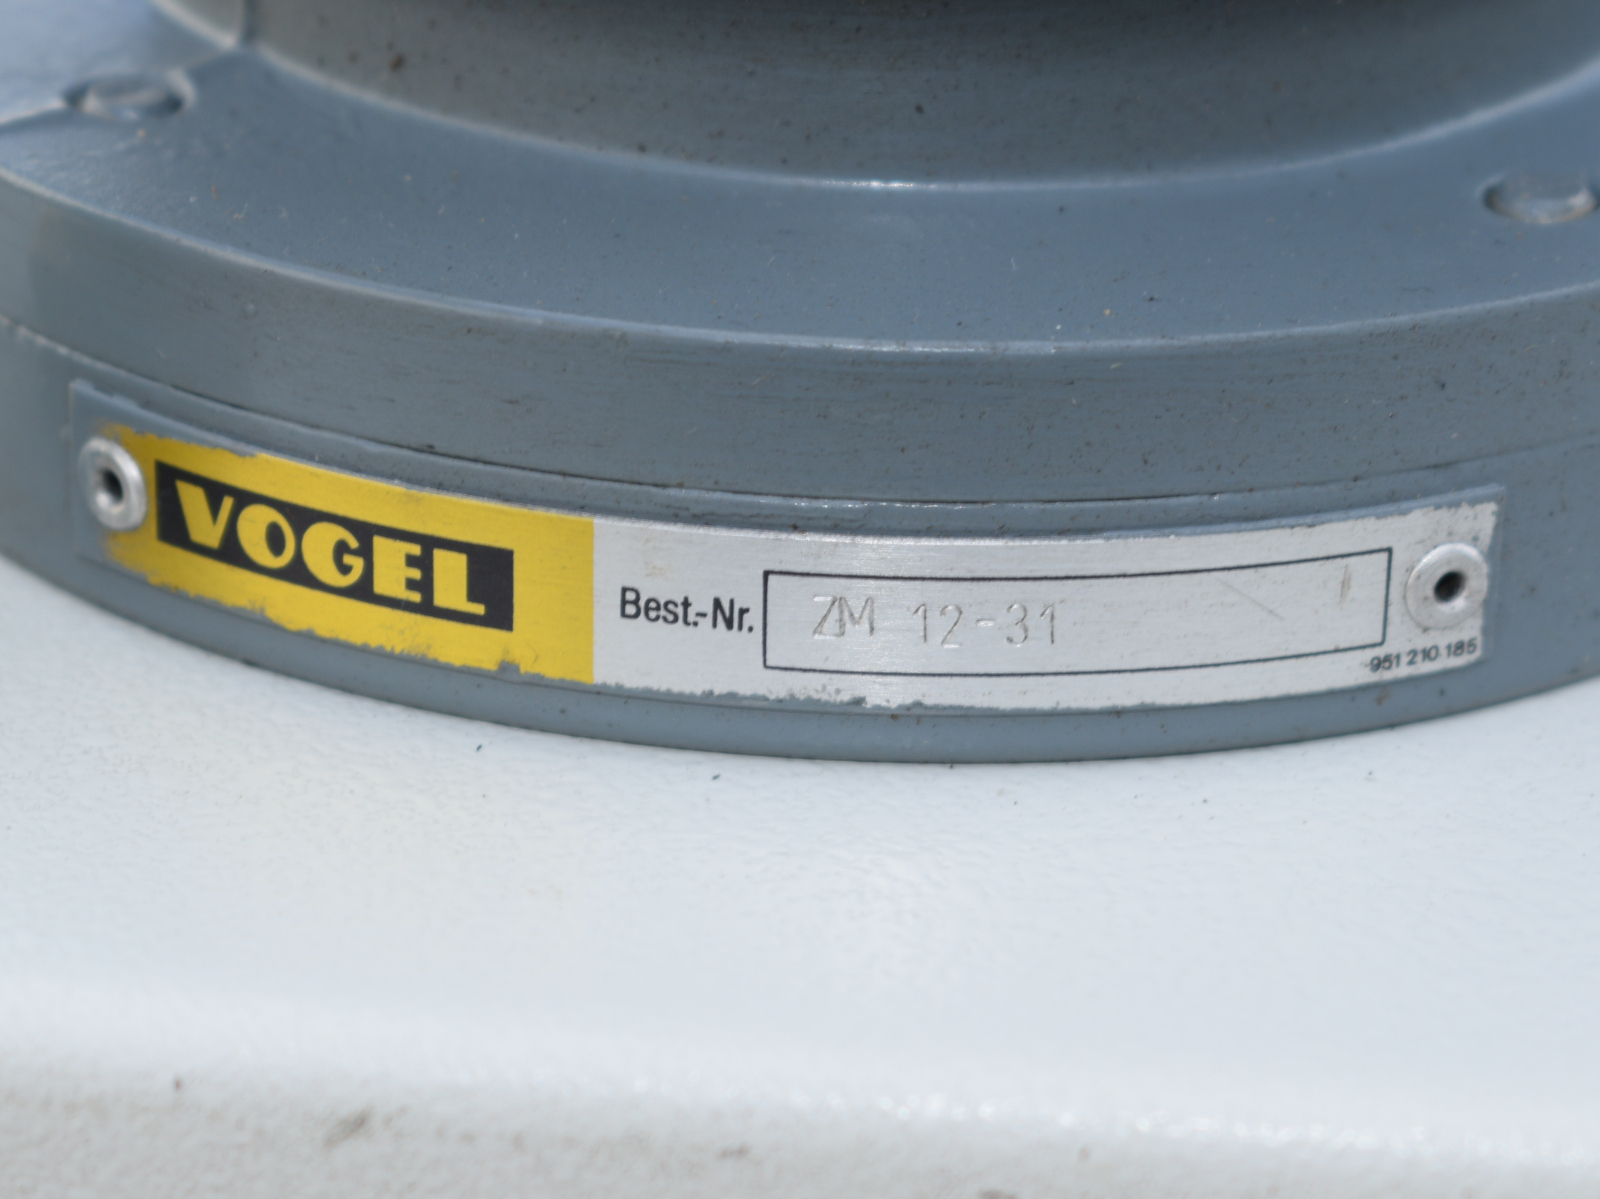 VOGEL
Best.-Nr. ZM 12-31
951 210 185